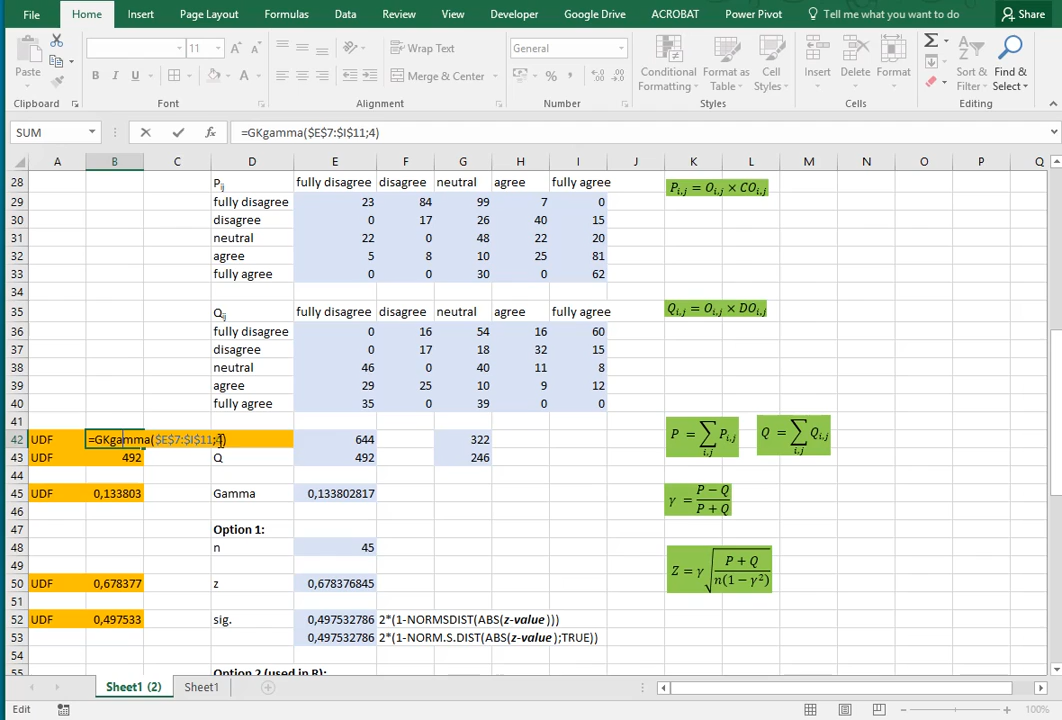 File Home Insert Page Layout Formulas Data Review View Developer Google Drive ACROBAT Power Pivot Tell me what you want to do Share
Paste 11 A A Wrap Text General Conditional Format as Cell Insert Delete Format Sort & Find &
B I U A Merge & Center % , Formatting Table Styles Filter Select
Clipboard Font Alignment Number Styles Cells Editing
SUM fx =GKgamma($E$7:$I$11;4)
A B C D E F G H I J K L M N O P Q
28 Pij fully disagree disagree neutral agree fully agree Pi,j = Oi,j × COi,j
29 fully disagree 23 84 99 7 0
30 disagree 0 17 26 40 15
31 neutral 22 0 48 22 20
32 agree 5 8 10 25 81
33 fully agree 0 0 30 0 62
34
35 Qij fully disagree disagree neutral agree fully agree Qi,j = Oi,j × DOi,j
36 fully disagree 0 16 54 16 60
37 disagree 0 17 18 32 15
38 neutral 46 0 40 11 8
39 agree 29 25 10 9 12
40 fully agree 35 0 39 0 0
41
42 UDF =GKgamma($E$7:$I$11;4) 644 322 P = ∑i,j Pi,j Q = ∑i,j Qi,j
43 UDF 492 Q 492 246
44
45 UDF 0,133803 Gamma 0,133802817 γ = (P − Q)/(P + Q)
46
47 Option 1:
48 n 45
49 Z = γ √((P + Q)/(n(1 − γ²)))
50 UDF 0,678377 z 0,678376845
51
52 UDF 0,497533 sig. 0,497532786 2*(1-NORMSDIST(ABS(z-value)))
53 0,497532786 2*(1-NORM.S.DIST(ABS(z-value);TRUE))
54
55 Option 2 (used in R):
Sheet1 (2) Sheet1
Edit 100%